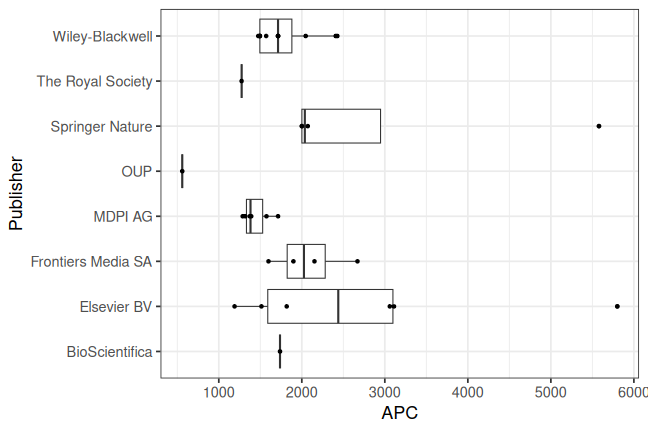 Publisher
Wiley-Blackwell
The Royal Society
Springer Nature
OUP
MDPI AG
Frontiers Media SA
Elsevier BV
BioScientifica
1000 2000 3000 4000 5000 6000
APC